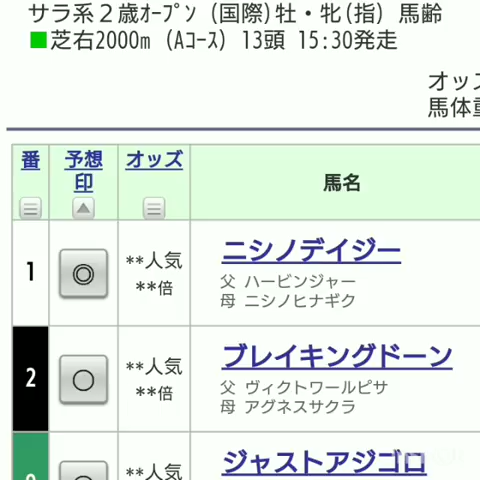 サラ系２歳ｵｰﾌﾟﾝ (国際)牡・牝(指) 馬齢
■芝右2000m (Aｺｰｽ) 13頭 15:30発走
オッズ
馬体重
番 予想印 オッズ 馬名
1 ◎ **人気 **倍 ニシノデイジー
父 ハービンジャー
母 ニシノヒナギク
2 ○ **人気 **倍 ブレイキングドーン
父 ヴィクトワールピサ
母 アグネスサクラ
**人気 ジャストアジゴロ